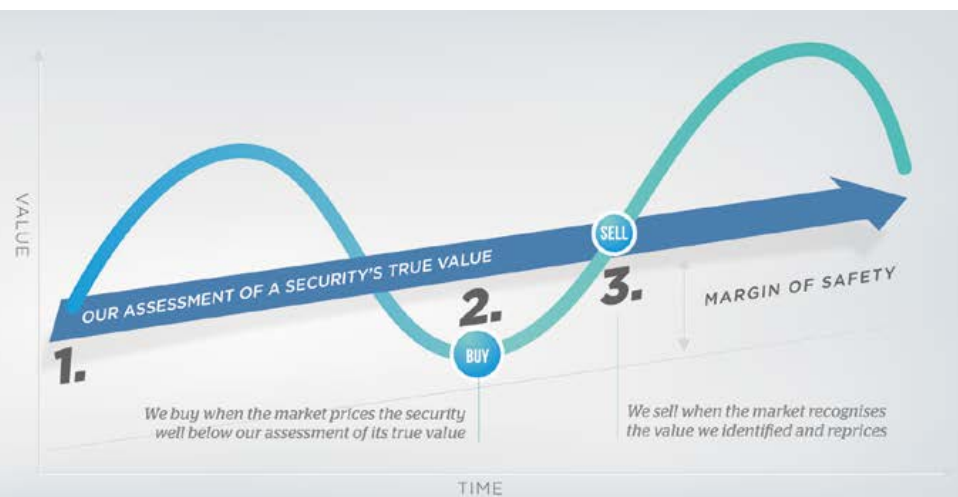 VALUE
OUR ASSESSMENT OF A SECURITY'S TRUE VALUE
1.
2.
BUY
3.
SELL
MARGIN OF SAFETY
We buy when the market prices the security
well below our assessment of its true value
We sell when the market recognises
the value we identified and reprices
TIME